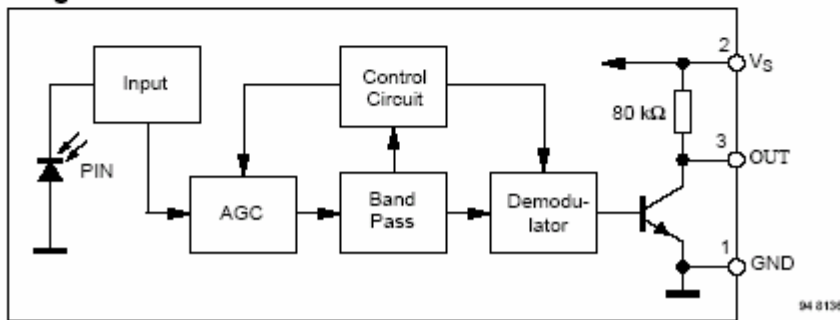 Input
PIN
AGC
Control
Circuit
Band
Pass
Demodu-
lator
80 kΩ
2
VS
3
OUT
1
GND
94 8136